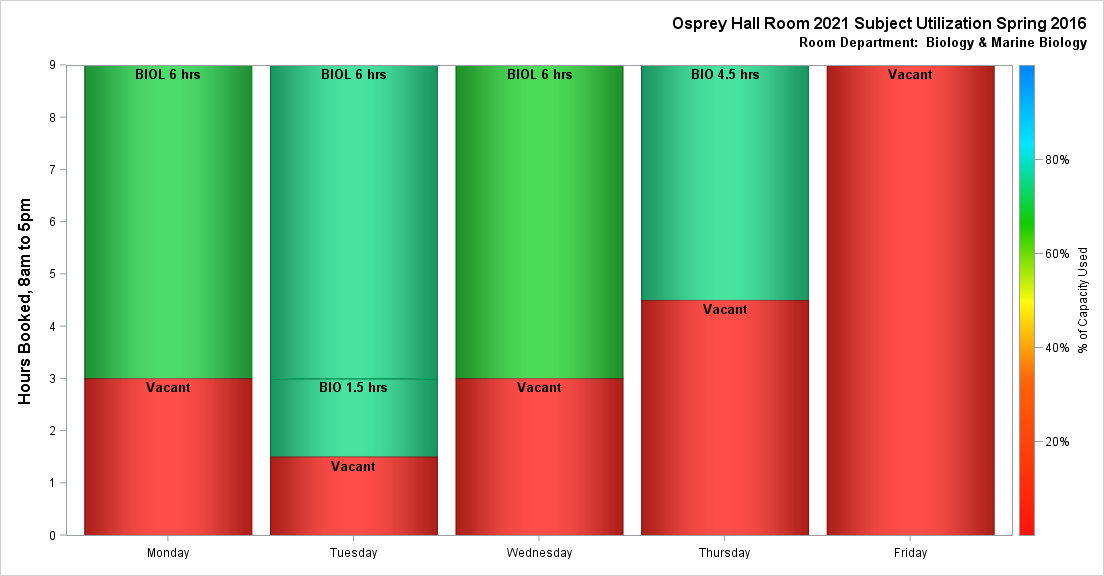 Osprey Hall Room 2021 Subject Utilization Spring 2016
Room Department:  Biology & Marine Biology
Hours Booked, 8am to 5pm
9
8
7
6
5
4
3
2
1
0
BIOL 6 hrs
Vacant
BIOL 6 hrs
BIO 1.5 hrs
Vacant
BIOL 6 hrs
Vacant
BIO 4.5 hrs
Vacant
Vacant
Monday
Tuesday
Wednesday
Thursday
Friday
80%
60%
40%
20%
% of Capacity Used